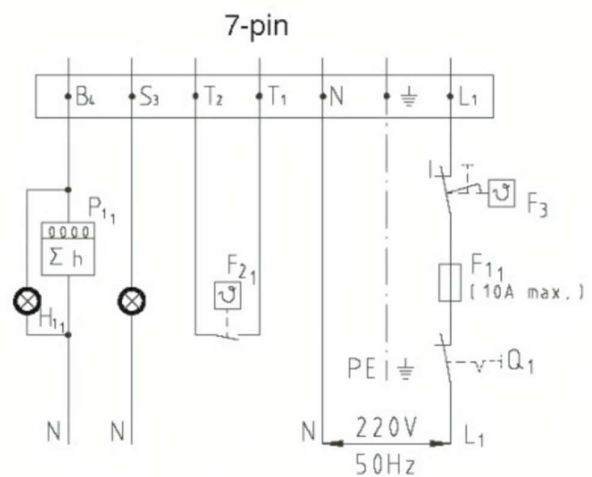 7-pin
B4 S3 T2 T1 N L1
P11
0000
Σ h
H11
F21
ϑ
ϑ
F3
F11
(10A max.)
Q1
PE
N N N 220V L1
50Hz